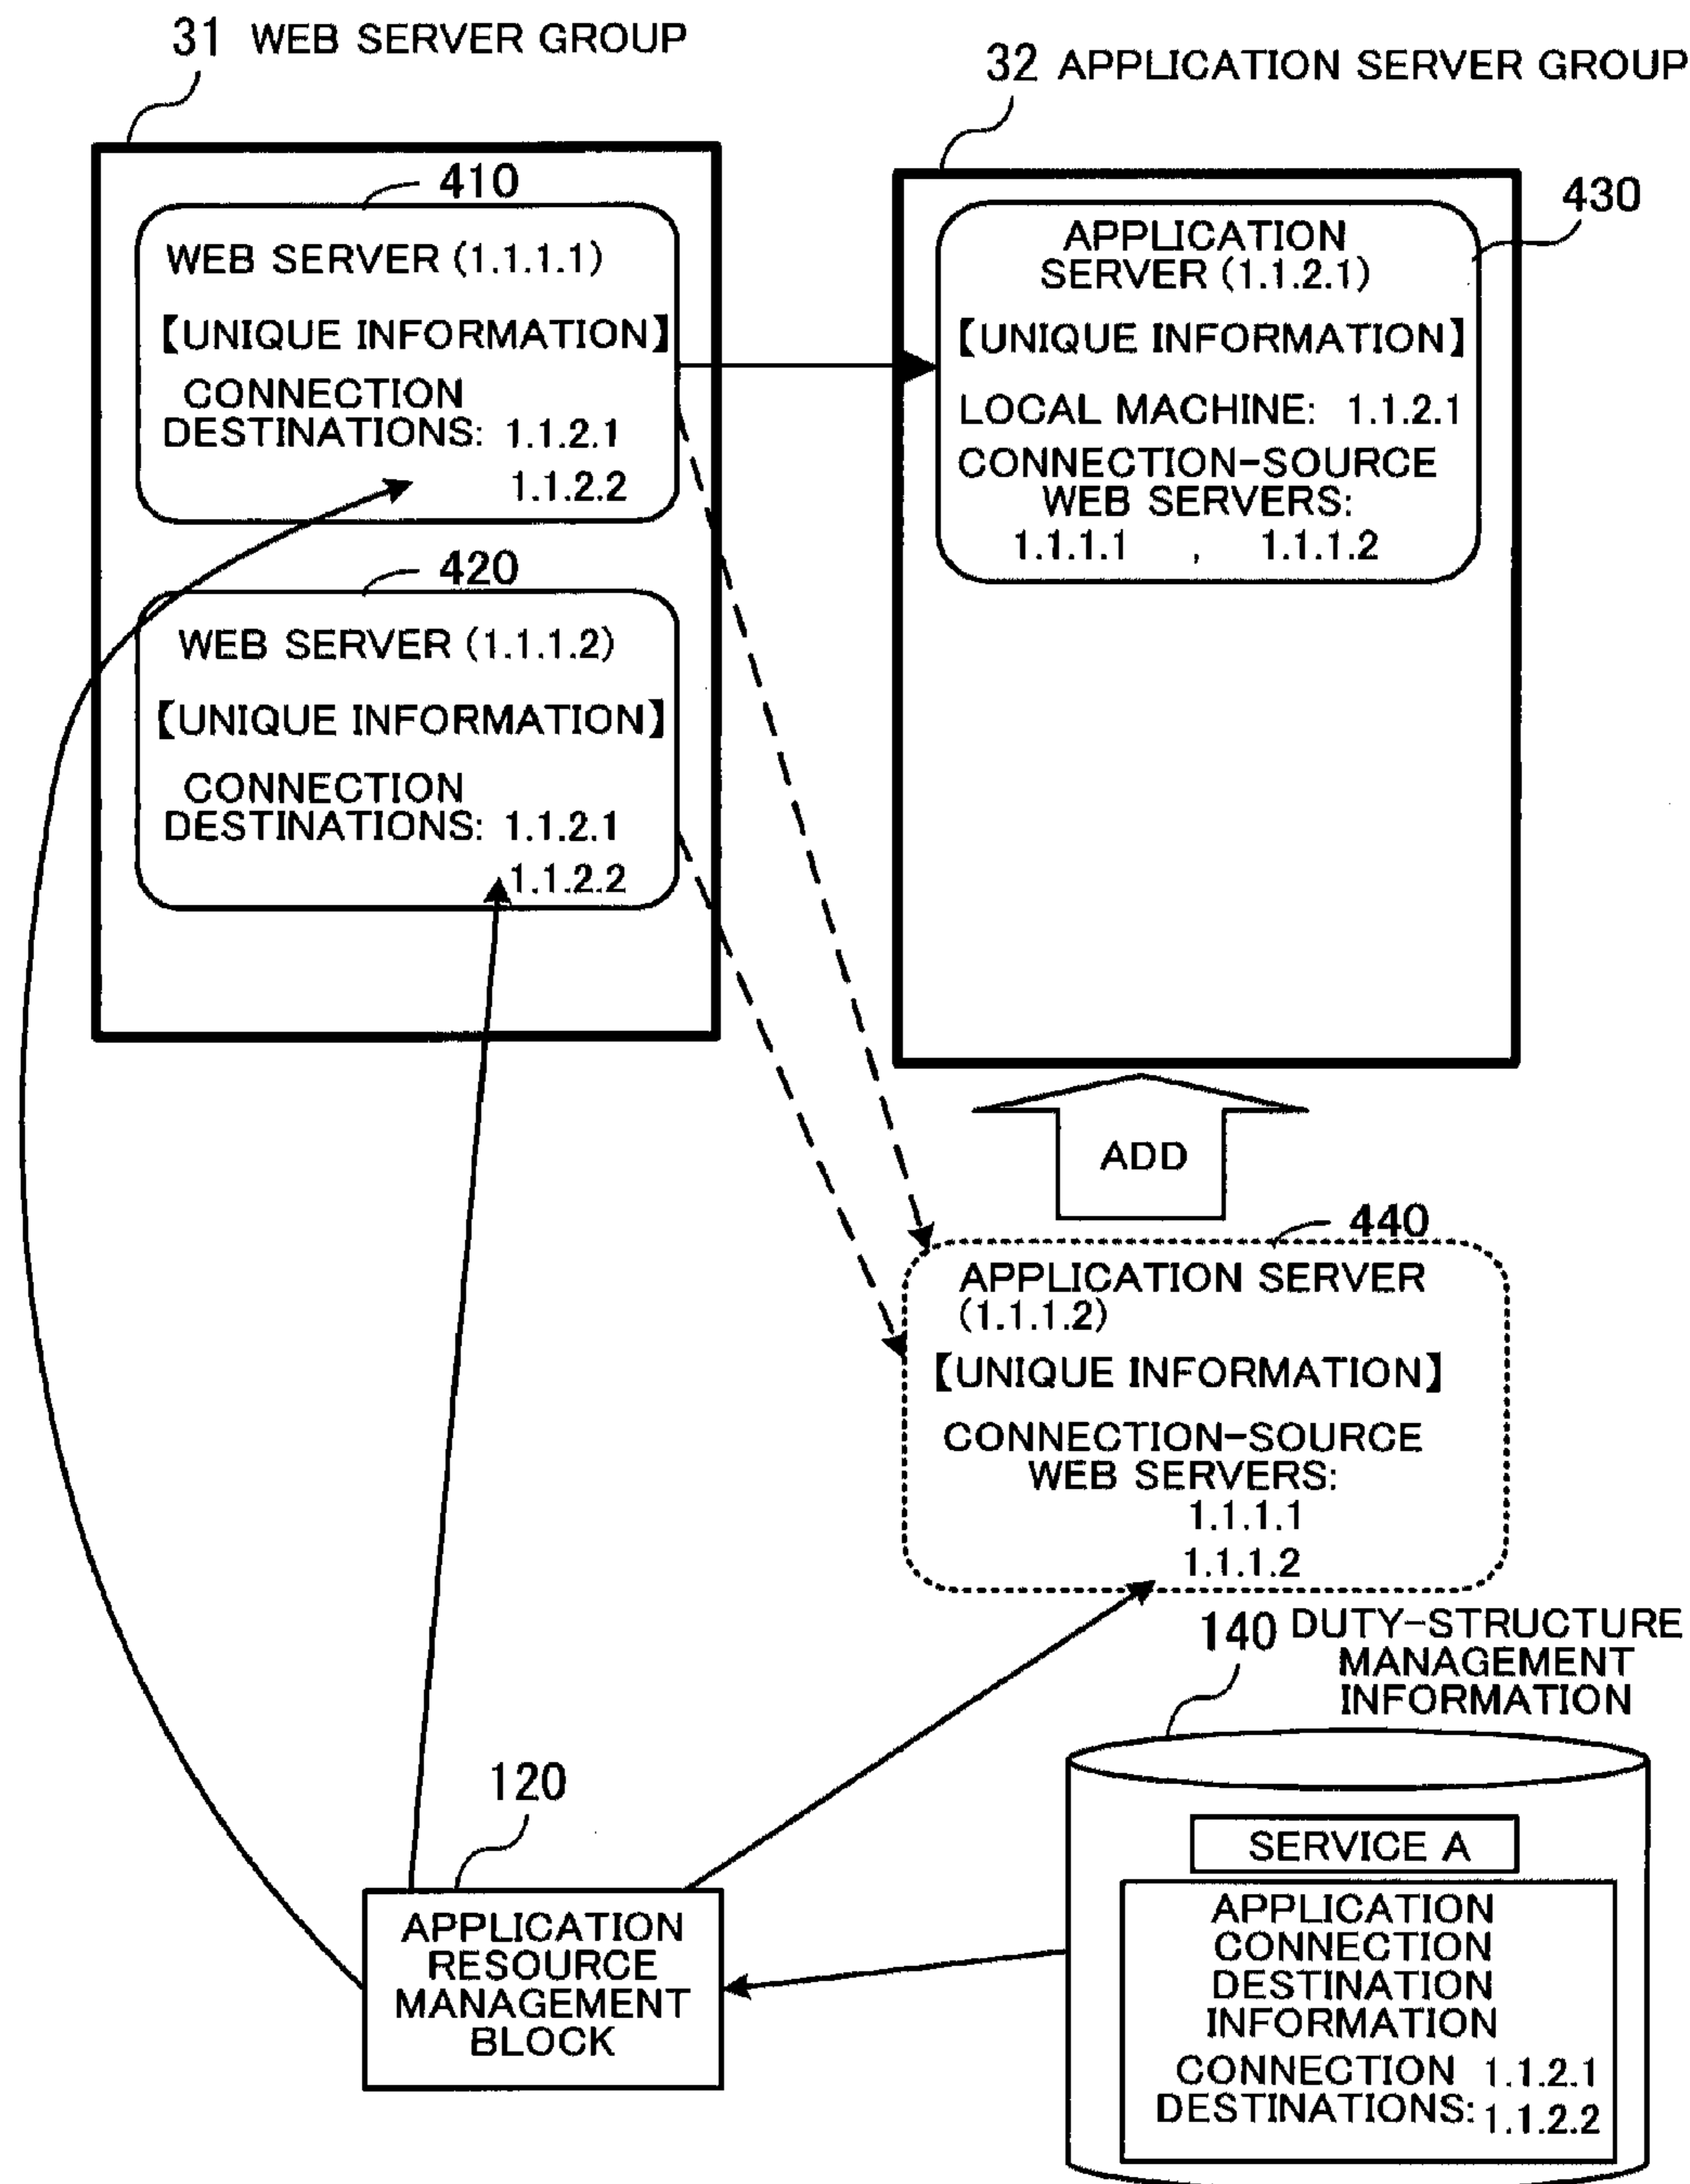 31 WEB SERVER GROUP
32 APPLICATION SERVER GROUP
410
WEB SERVER (1.1.1.1)
【UNIQUE INFORMATION】
CONNECTION
DESTINATIONS: 1.1.2.1
1.1.2.2
420
WEB SERVER (1.1.1.2)
【UNIQUE INFORMATION】
CONNECTION
DESTINATIONS: 1.1.2.1
1.1.2.2
430
APPLICATION
SERVER (1.1.2.1)
【UNIQUE INFORMATION】
LOCAL MACHINE: 1.1.2.1
CONNECTION-SOURCE
WEB SERVERS:
1.1.1.1 , 1.1.1.2
ADD
440
APPLICATION SERVER
(1.1.1.2)
【UNIQUE INFORMATION】
CONNECTION-SOURCE
WEB SERVERS:
1.1.1.1
1.1.1.2
140 DUTY-STRUCTURE
MANAGEMENT
INFORMATION
SERVICE A
APPLICATION
CONNECTION
DESTINATION
INFORMATION
CONNECTION 1.1.2.1
DESTINATIONS: 1.1.2.2
120
APPLICATION
RESOURCE
MANAGEMENT
BLOCK